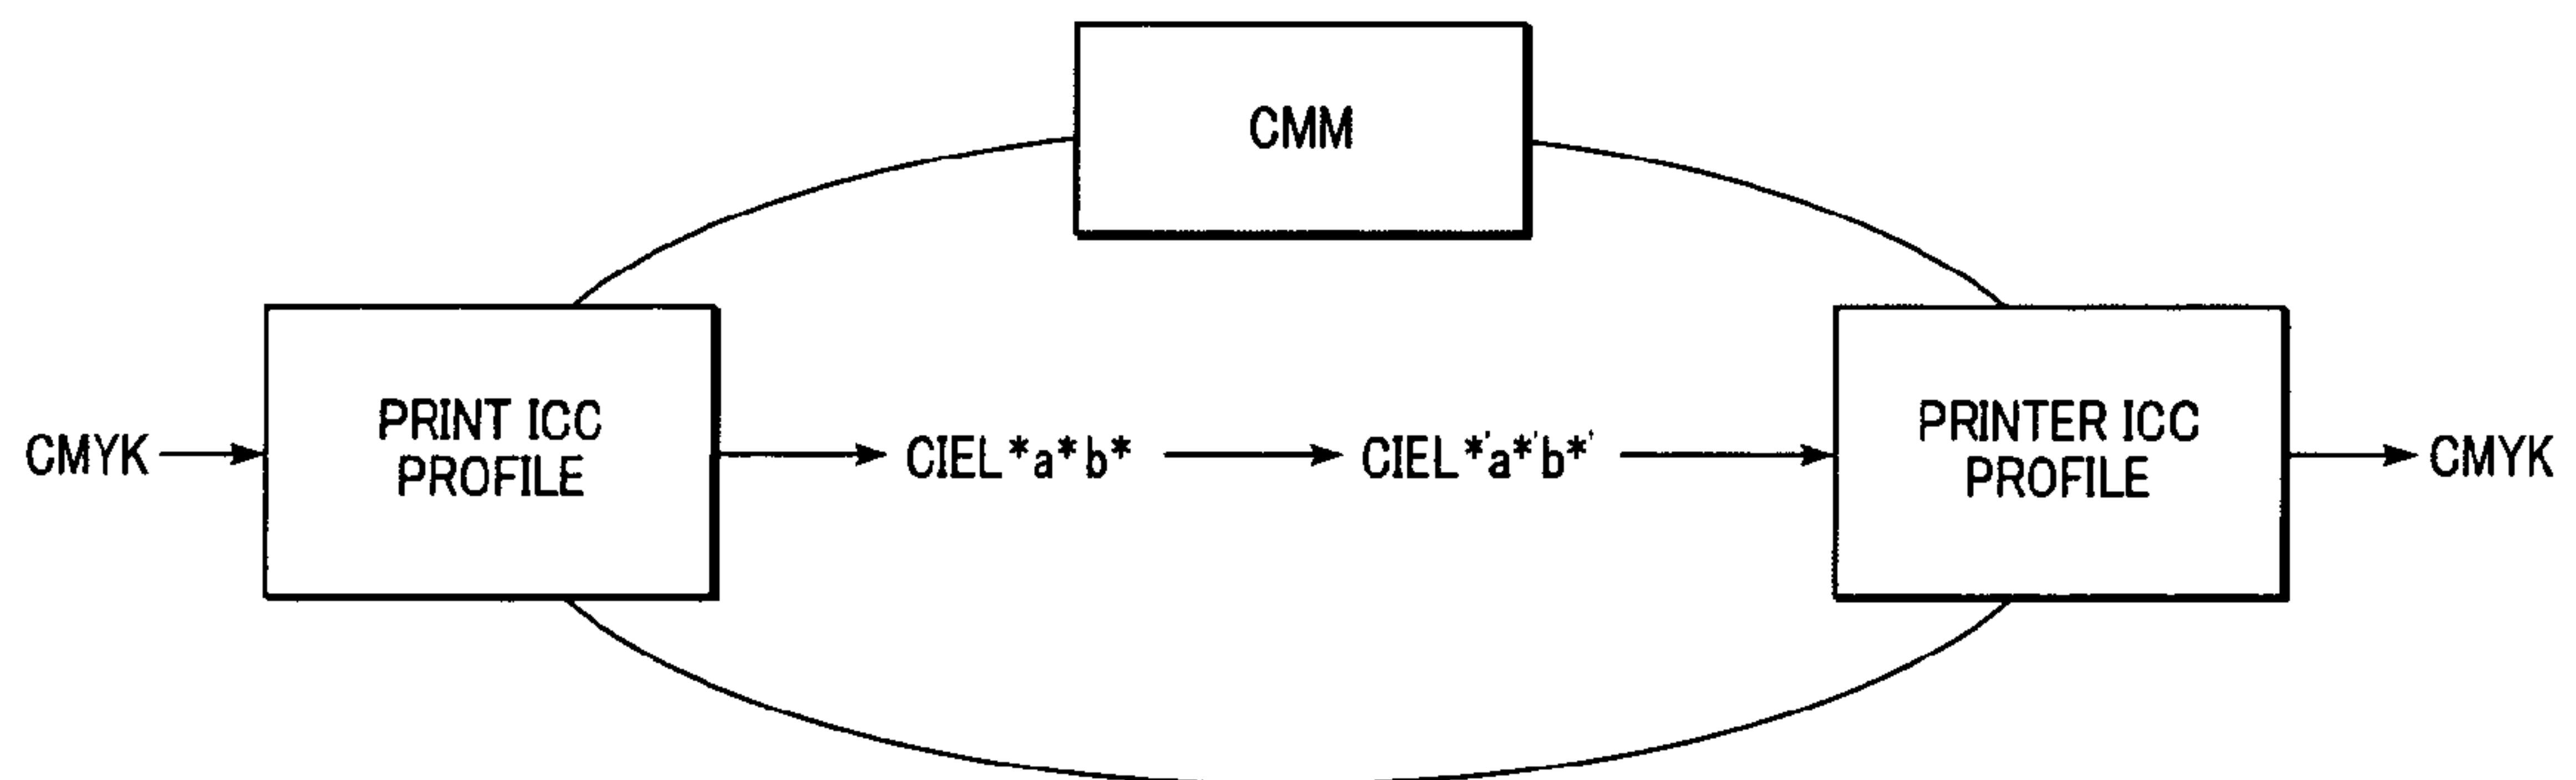 CMM
CMYK
PRINT ICC
PROFILE
CIEL*a*b*
CIEL*'a*'b*'
PRINTER ICC
PROFILE
CMYK